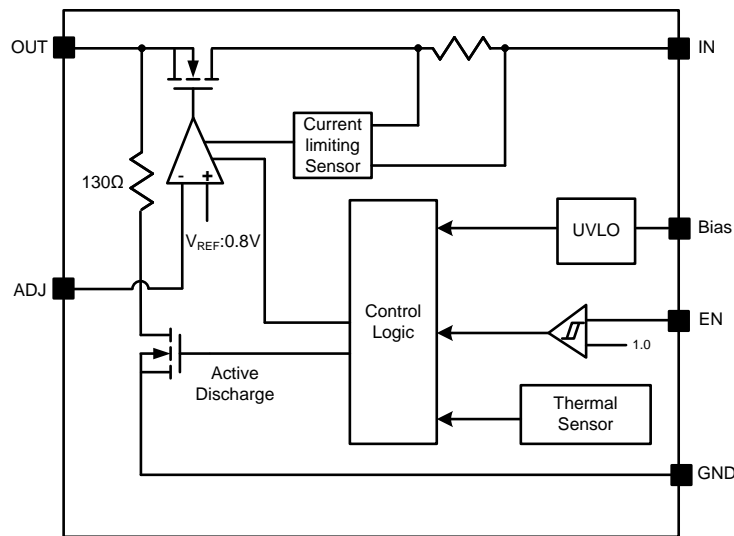 OUT
IN
Current
limiting
Sensor
130Ω
- +
VREF:0.8V
UVLO
Bias
ADJ
Control
Logic
EN
1.0
Active
Discharge
Thermal
Sensor
GND